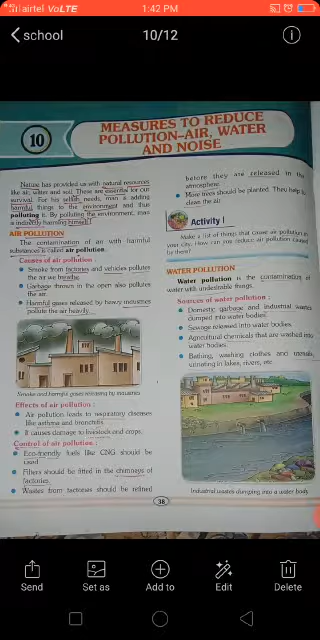 airtel VoLTE
1:42 PM
school
10/12
10
MEASURES TO REDUCE
POLLUTION-AIR, WATER
AND NOISE
Nature has provided us with natural resources
like air, water and soil. These are essential for our
survival. For his selfish needs, man is adding
harmful things to the environment and thus
polluting it. By polluting the environment, man
is indirectly harming himself.
AIR POLLUTION
The contamination of air with harmful
substances is called air pollution.
Causes of air pollution :
Smoke from factories and vehicles pollutes
the air we breathe.
Garbage thrown in the open also pollutes
the air.
Harmful gases released by heavy industries
pollute the air heavily.
Smoke and harmful gases releasing by industries
Effects of air pollution :
Air pollution leads to respiratory diseases
like asthma and bronchitis.
It causes damage to livestock and crops.
Control of air pollution :
Eco-friendly fuels like CNG should be
used.
Filters should be fitted in the chimneys of
factories.
Wastes from factories should be refined
before they are released in the
atmosphere.
More trees should be planted. They help to
clean the air.
Activity !
Make a list of things that cause air pollution in
your city. How can you reduce air pollution caused
by them?
WATER POLLUTION
Water pollution is the contamination of
water with undesirable things.
Sources of water pollution :
Domestic garbage and industrial wastes
dumped into water bodies.
Sewage released into water bodies.
Agricultural chemicals that are washed into
water bodies.
Bathing, washing clothes and utensils,
urinating in lakes, rivers, etc.
Industrial wastes dumping into a water body
38
Send
Set as
Add to
Edit
Delete